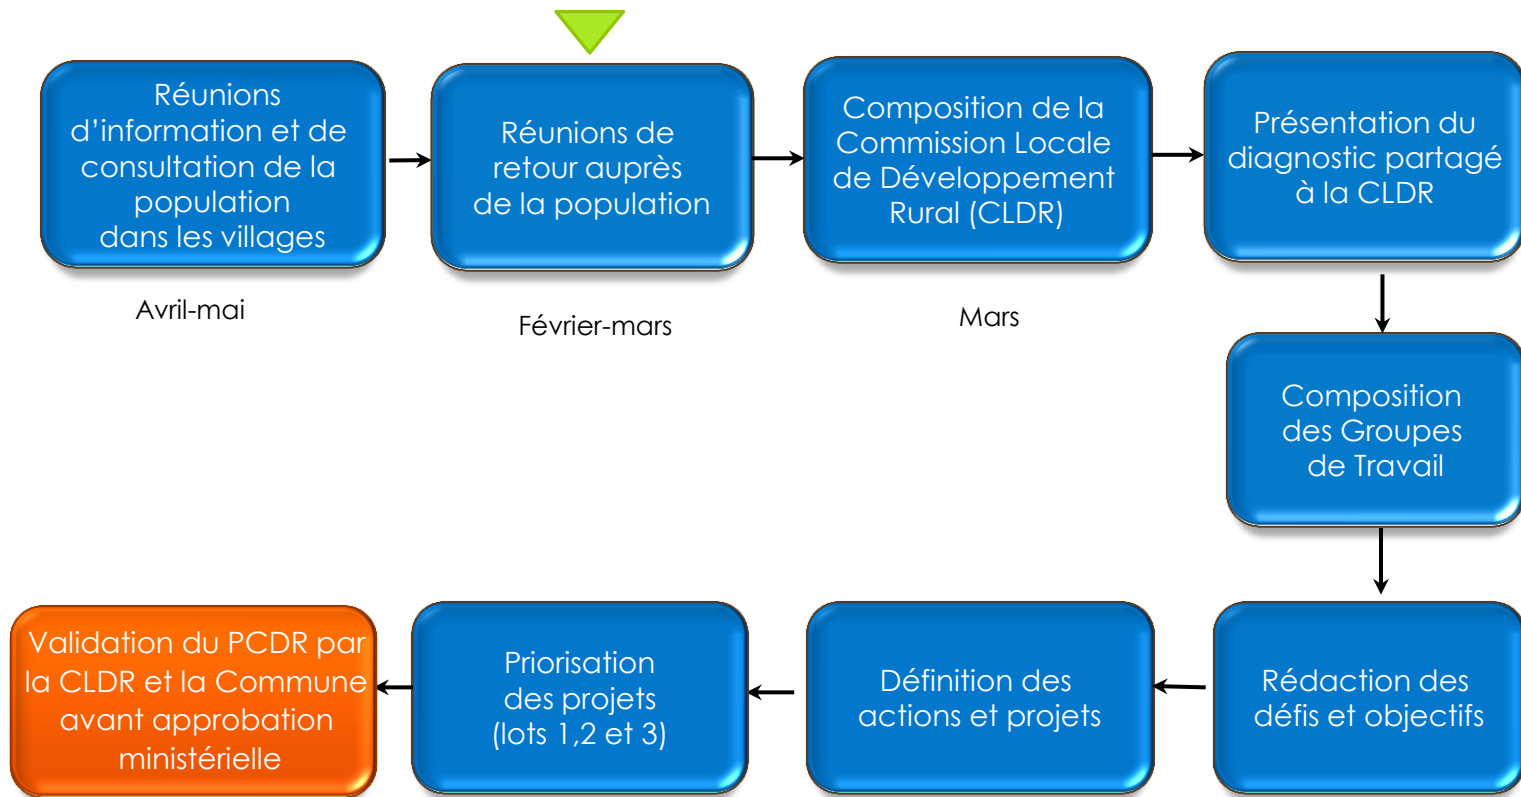 Réunions
d’information et de
consultation de la
population
dans les villages
Avril-mai
Réunions de
retour auprès
de la population
Février-mars
Composition de la
Commission Locale
de Développement
Rural (CLDR)
Mars
Présentation du
diagnostic partagé
à la CLDR
Composition
des Groupes
de Travail
Rédaction des
défis et objectifs
Définition des
actions et projets
Priorisation
des projets
(lots 1,2 et 3)
Validation du PCDR par
la CLDR et la Commune
avant approbation
ministérielle